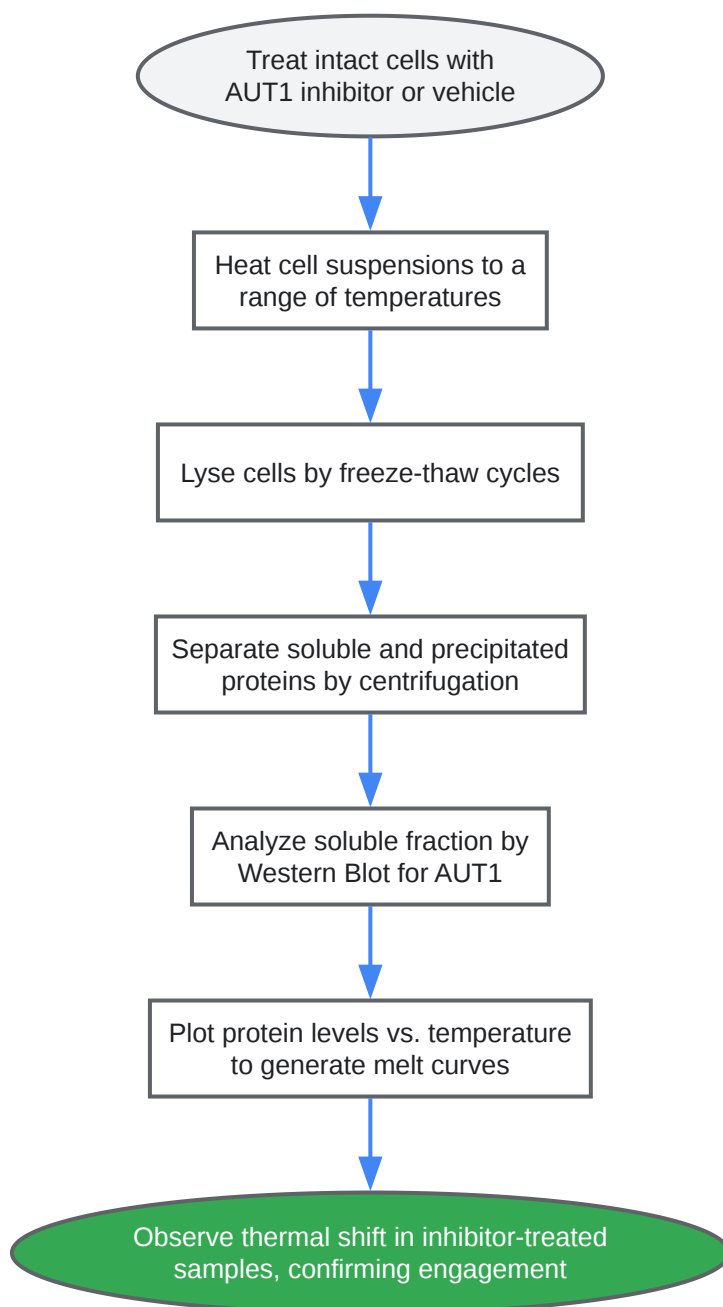 Treat intact cells with
AUT1 inhibitor or vehicle
Heat cell suspensions to a
range of temperatures
Lyse cells by freeze-thaw cycles
Separate soluble and precipitated
proteins by centrifugation
Analyze soluble fraction by
Western Blot for AUT1
Plot protein levels vs. temperature
to generate melt curves
Observe thermal shift in inhibitor-treated
samples, confirming engagement